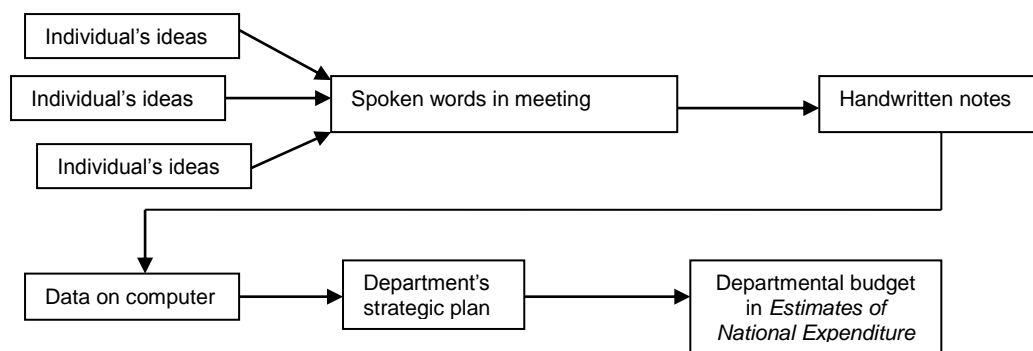 Individual’s ideas
Individual’s ideas
Individual’s ideas
Spoken words in meeting
Handwritten notes
Data on computer
Department’s
strategic plan
Departmental budget
in Estimates of
National Expenditure